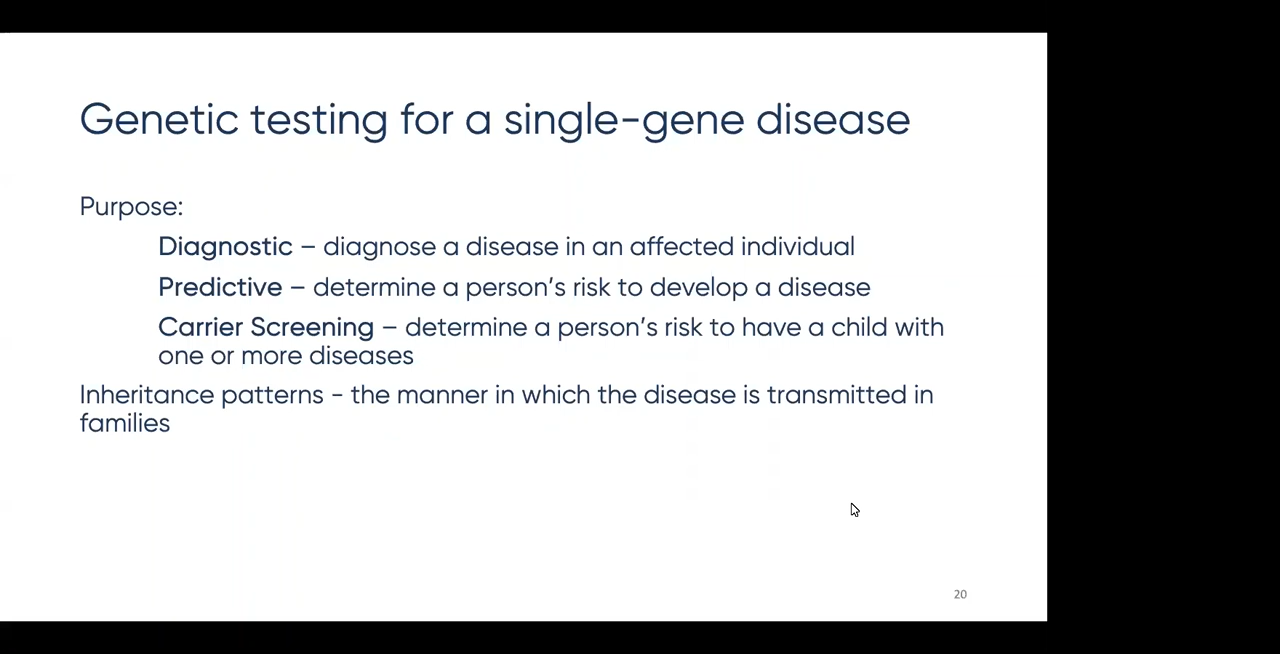 Genetic testing for a single-gene disease
Purpose:
Diagnostic – diagnose a disease in an affected individual
Predictive – determine a person’s risk to develop a disease
Carrier Screening – determine a person’s risk to have a child with
one or more diseases
Inheritance patterns - the manner in which the disease is transmitted in
families
20